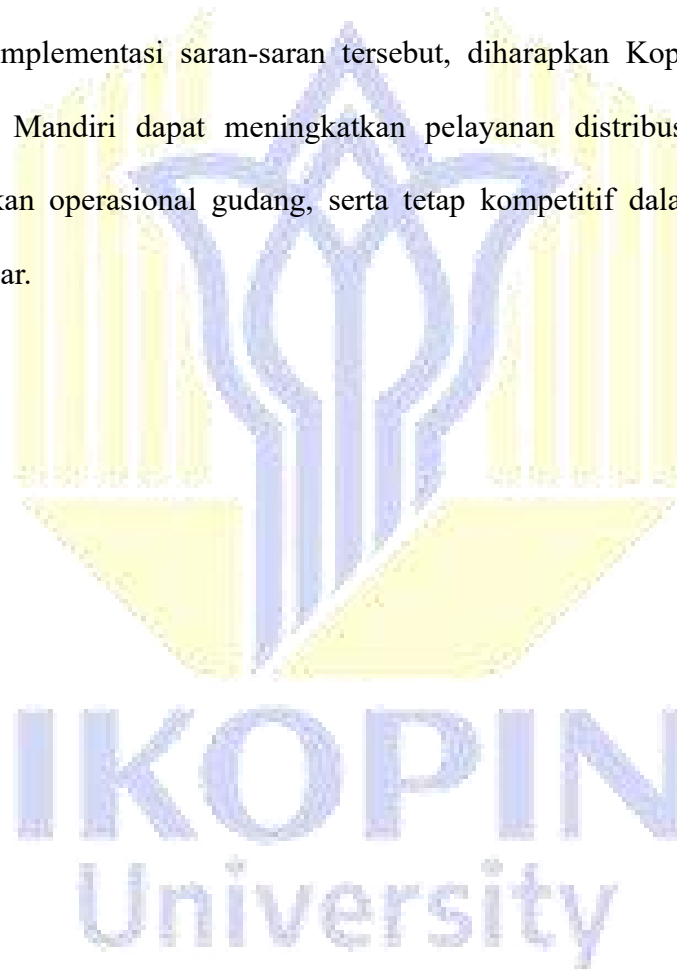 mplementasi saran-saran tersebut, diharapkan Kop
Mandiri dapat meningkatkan pelayanan distribus
kan operasional gudang, serta tetap kompetitif dala
ar.
IKOPIN
University